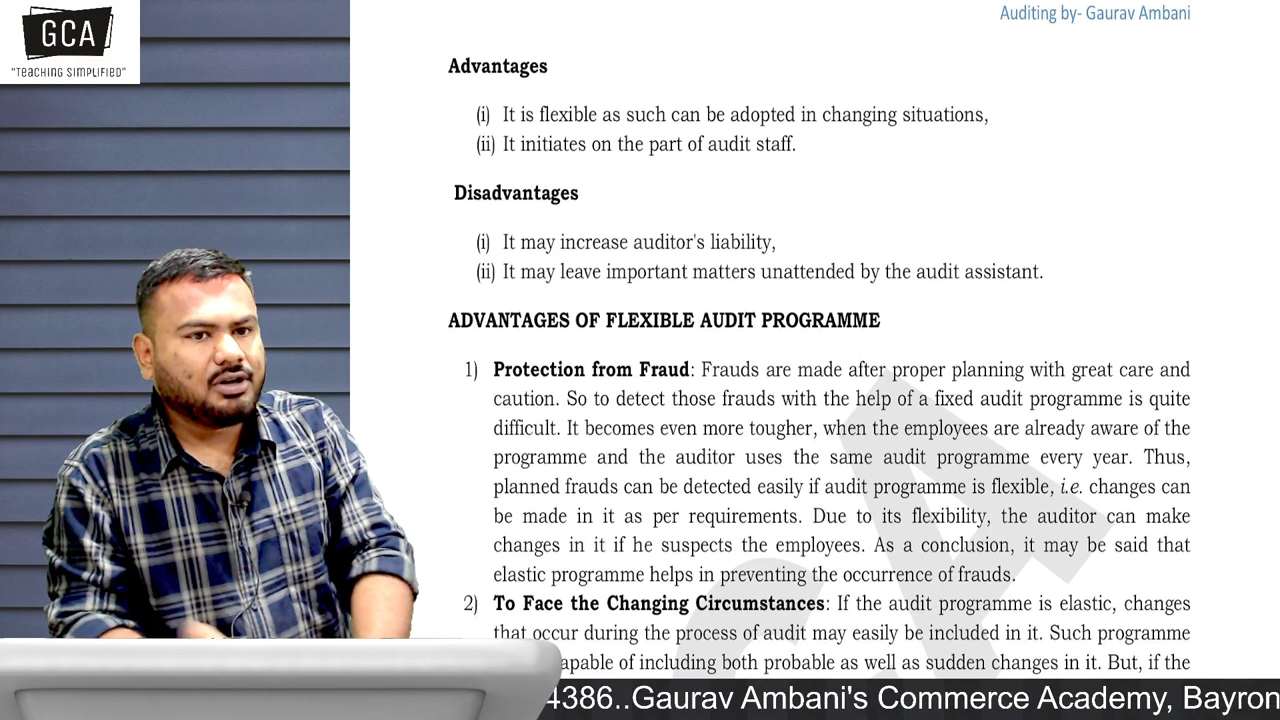 GCA
"TEACHING SIMPLIFIED"
Auditing by- Gaurav Ambani
Advantages
(i) It is flexible as such can be adopted in changing situations,
(ii) It initiates on the part of audit staff.
Disadvantages
(i) It may increase auditor's liability,
(ii) It may leave important matters unattended by the audit assistant.
ADVANTAGES OF FLEXIBLE AUDIT PROGRAMME
1) Protection from Fraud: Frauds are made after proper planning with great care and
caution. So to detect those frauds with the help of a fixed audit programme is quite
difficult. It becomes even more tougher, when the employees are already aware of the
programme and the auditor uses the same audit programme every year. Thus,
planned frauds can be detected easily if audit programme is flexible, i.e. changes can
be made in it as per requirements. Due to its flexibility, the auditor can make
changes in it if he suspects the employees. As a conclusion, it may be said that
elastic programme helps in preventing the occurrence of frauds.
2) To Face the Changing Circumstances: If the audit programme is elastic, changes
that occur during the process of audit may easily be included in it. Such programme
apable of including both probable as well as sudden changes in it. But, if the
4386..Gaurav Ambani's Commerce Academy, Bayron